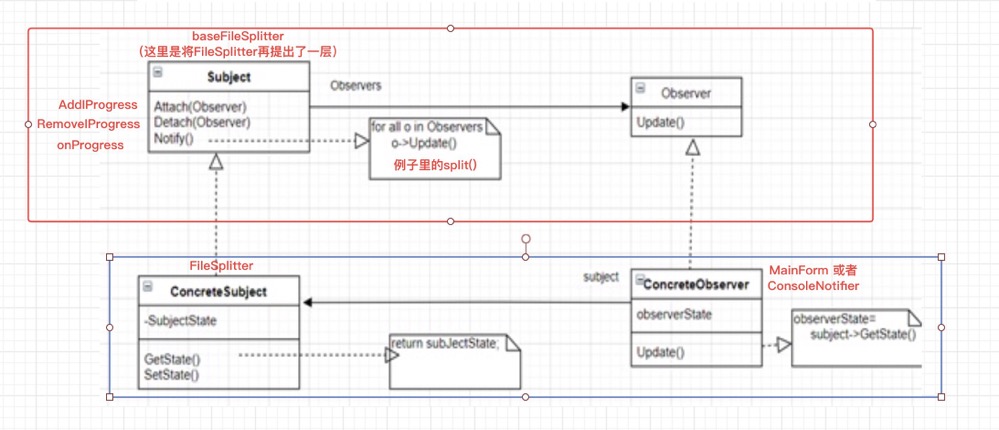 baseFileSplitter
（这里是将FileSplitter再提出了一层）
Subject
Attach(Observer)
Detach(Observer)
Notify()
AddIProgress
RemoveIProgress
onProgress
Observers
for all o in Observers
o->Update()
例子里的split()
Observer
Update()
FileSplitter
ConcreteSubject
-SubjectState
GetState()
SetState()
return subJectState;
subject
ConcreteObserver
observerState
Update()
MainForm 或者
ConsoleNotifier
observerState=
subject->GetState()